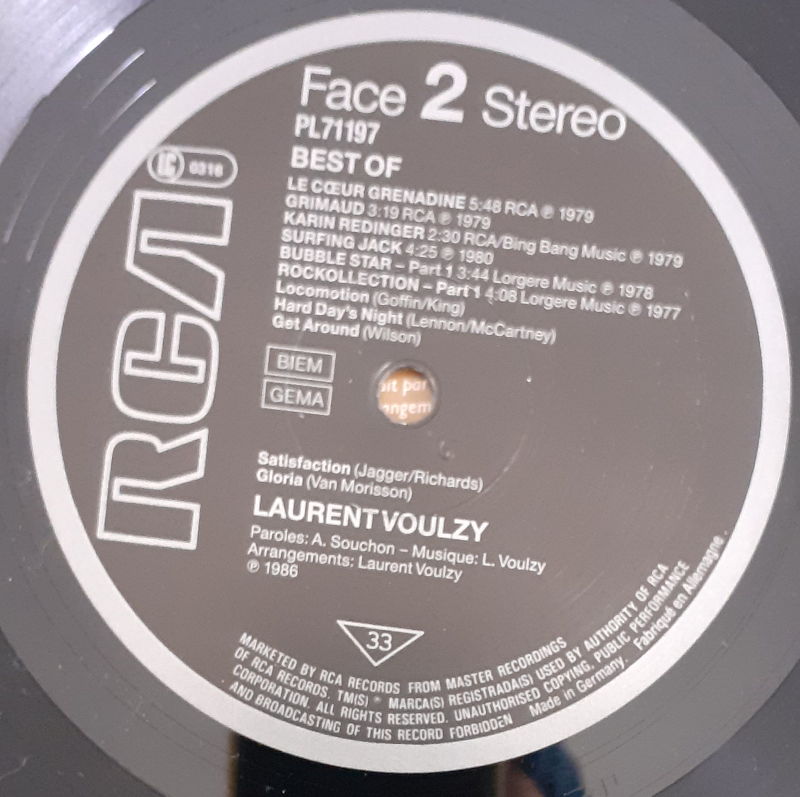 Face 2 Stereo
PL71197
BEST OF
LC 0316
RCA
LE CŒUR GRENADINE 5:48 RCA ℗ 1979
GRIMAUD 3:19 RCA ℗ 1979
KARIN REDINGER 2:30 RCA/Bing Bang Music ℗ 1979
SURFING JACK 4:25 ℗ 1980
BUBBLE STAR – Part 1 3:44 Lorgere Music ℗ 1978
ROCKOLLECTION – Part 1 4:08 Lorgere Music ℗ 1977
Locomotion (Goffin/King)
Hard Day's Night (Lennon/McCartney)
Get Around (Wilson)
BIEM
GEMA
Satisfaction (Jagger/Richards)
Gloria (Van Morisson)
LAURENT VOULZY
Paroles: A. Souchon – Musique: L. Voulzy
Arrangements: Laurent Voulzy
℗ 1986
33
MARKETED BY RCA RECORDS FROM MASTER RECORDINGS
OF RCA RECORDS. TM(S) ® MARCA(S) REGISTRADA(S) USED BY AUTHORITY OF RCA
CORPORATION. ALL RIGHTS RESERVED. UNAUTHORISED COPYING, PUBLIC PERFORMANCE
AND BROADCASTING OF THIS RECORD FORBIDDEN Made in Germany. Fabriqué en Allemagne.